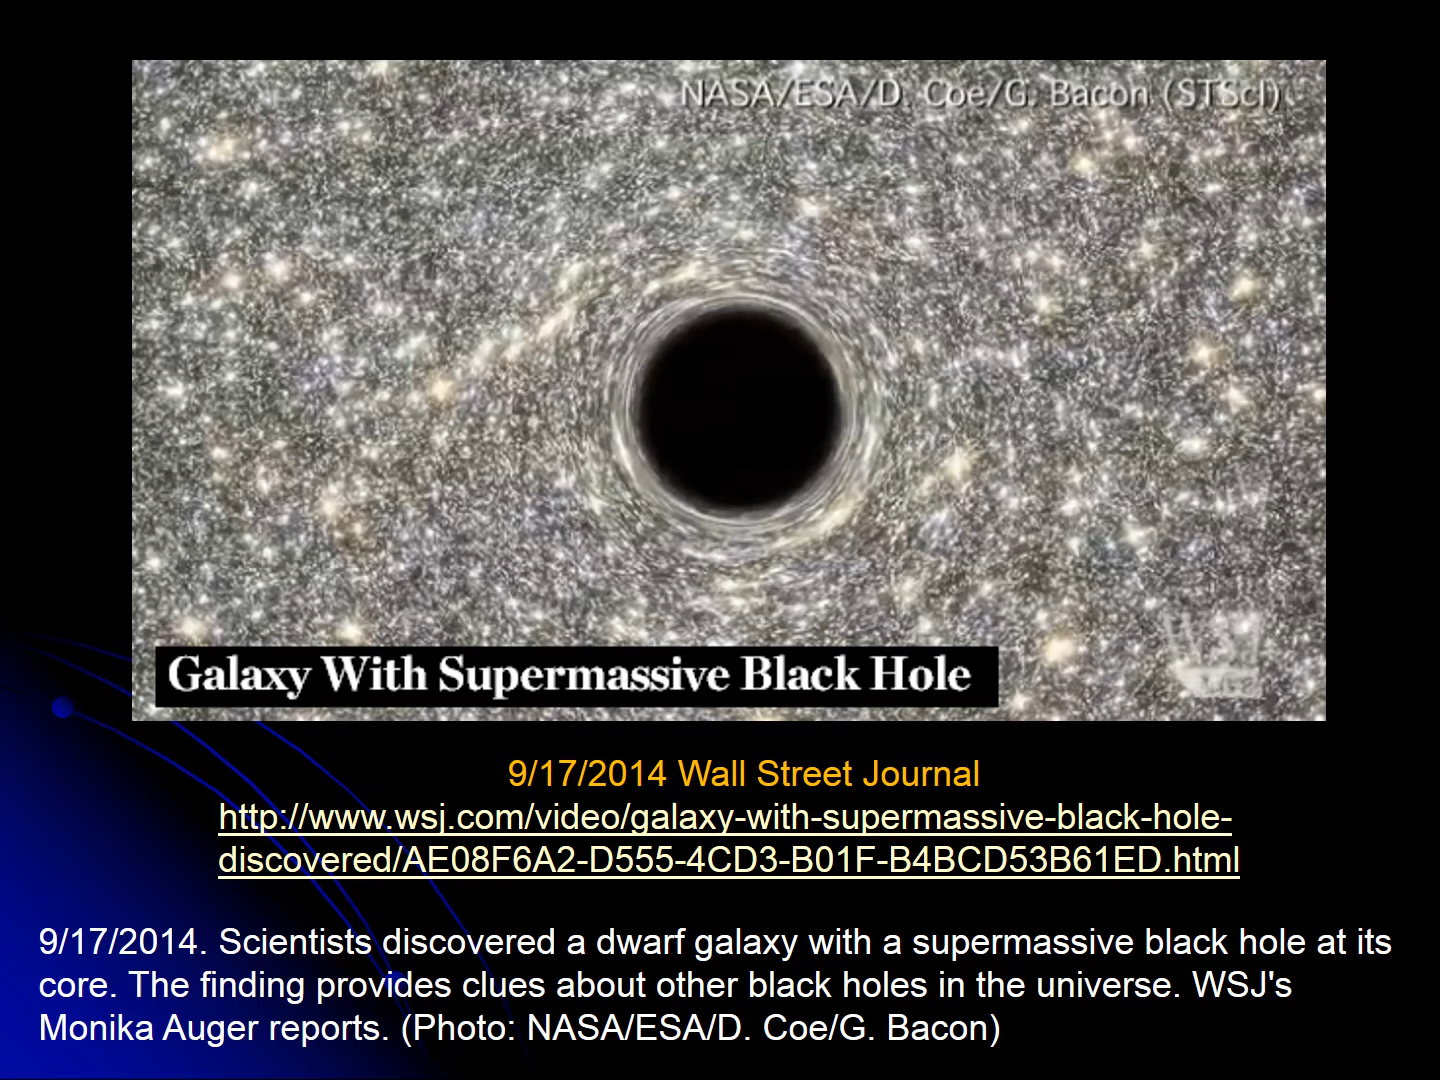 NASA/ESA/D. Coe/G. Bacon (STScI)
Galaxy With Supermassive Black Hole
9/17/2014 Wall Street Journal
http://www.wsj.com/video/galaxy-with-supermassive-black-hole-
discovered/AE08F6A2-D555-4CD3-B01F-B4BCD53B61ED.html
9/17/2014. Scientists discovered a dwarf galaxy with a supermassive black hole at its
core. The finding provides clues about other black holes in the universe. WSJ's
Monika Auger reports. (Photo: NASA/ESA/D. Coe/G. Bacon)